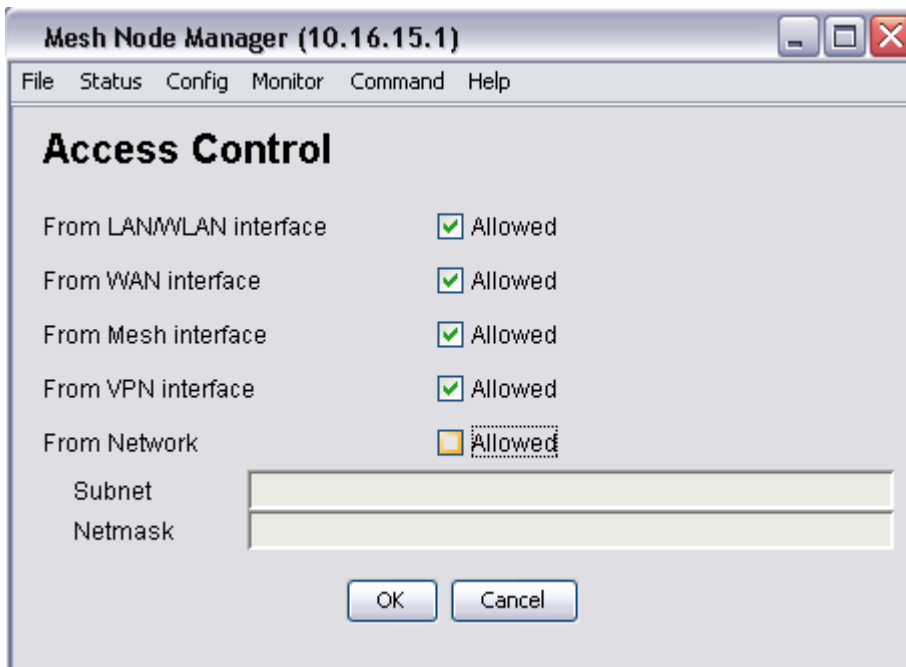 Mesh Node Manager (10.16.15.1)
File Status Config Monitor Command Help
Access Control
From LAN/WLAN interface Allowed
From WAN interface Allowed
From Mesh interface Allowed
From VPN interface Allowed
From Network Allowed
Subnet
Netmask
OK Cancel